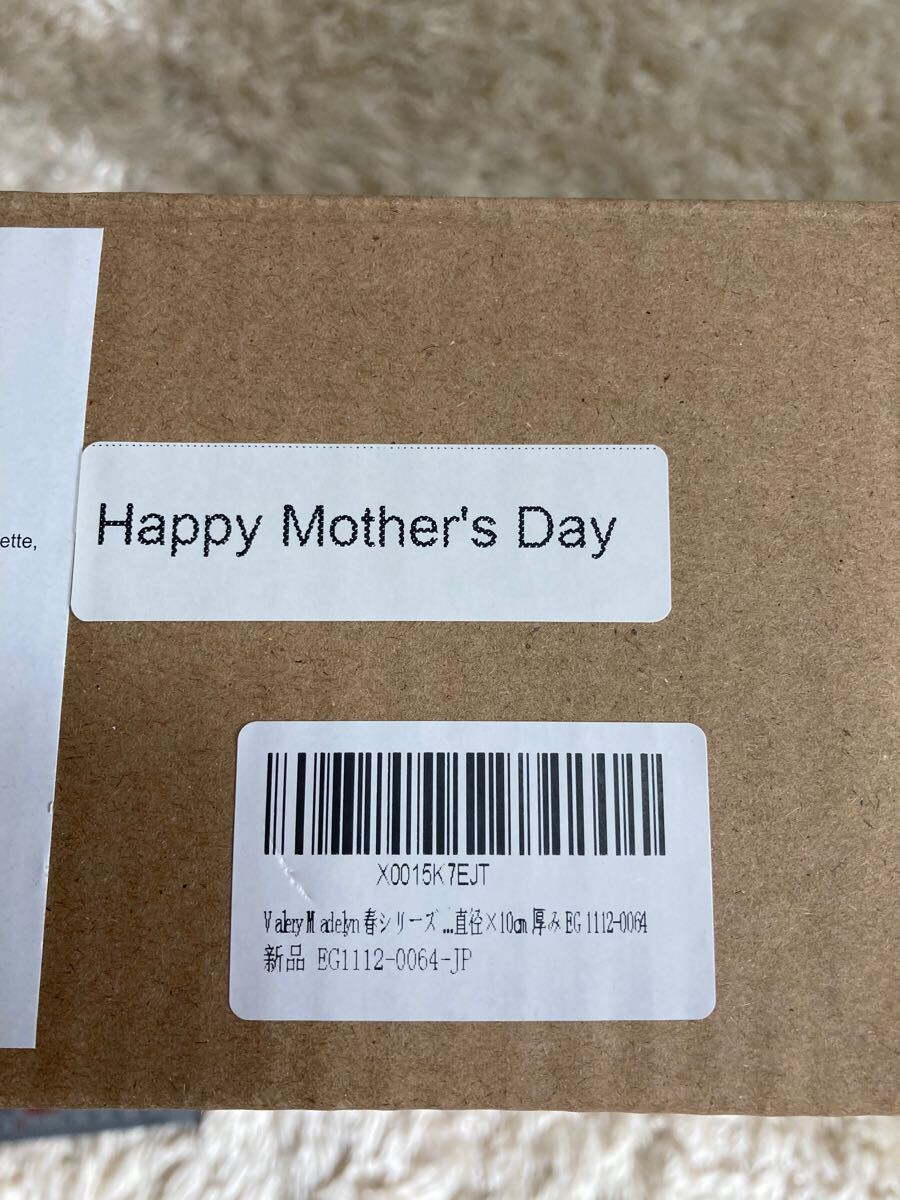 ette,
Happy Mother's Day
X0015K7EJT
Valery Madelyn 春シリーズ ...直径×10cm 厚み EG1112-0064
新品 EG1112-0064-JP